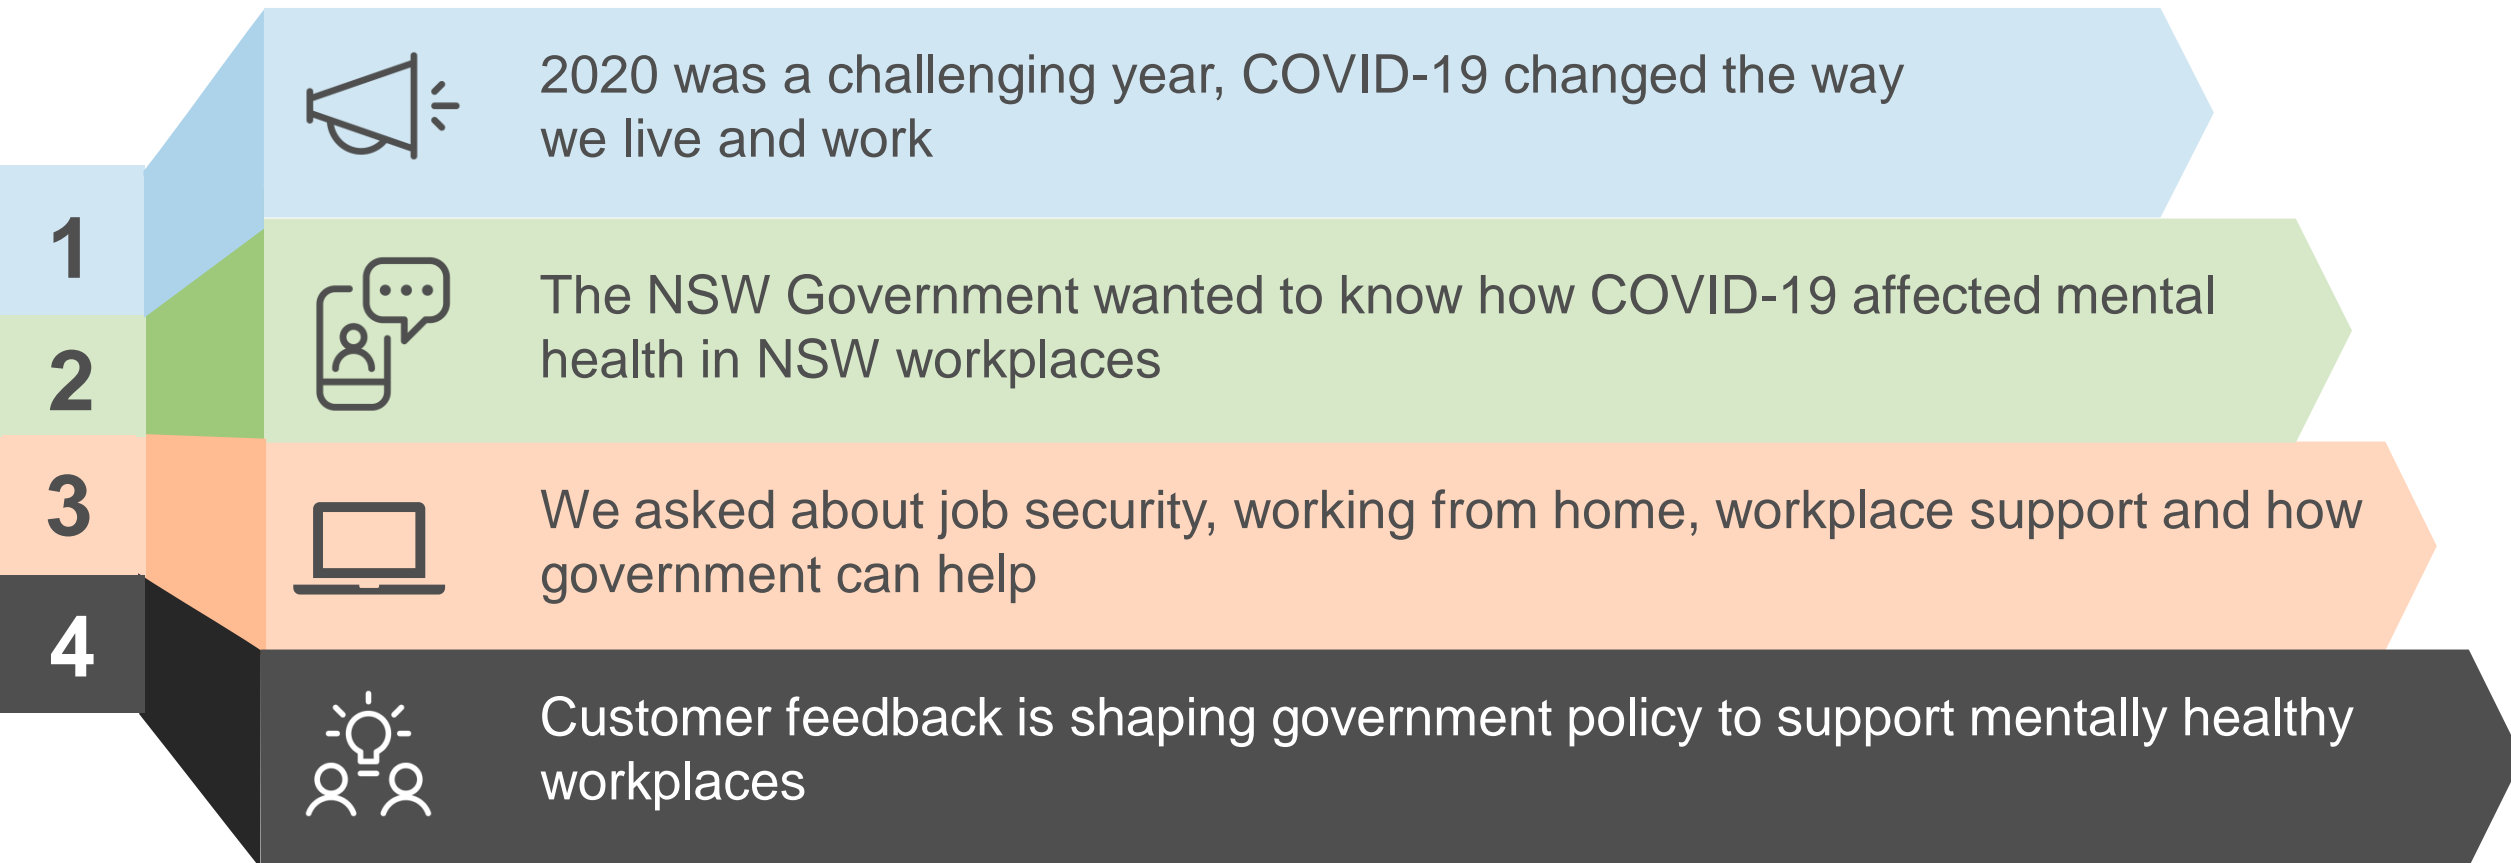 1
2020 was a challenging year, COVID-19 changed the way
we live and work
2
The NSW Government wanted to know how COVID-19 affected mental
health in NSW workplaces
3
We asked about job security, working from home, workplace support and how
government can help
4
Customer feedback is shaping government policy to support mentally healthy
workplaces